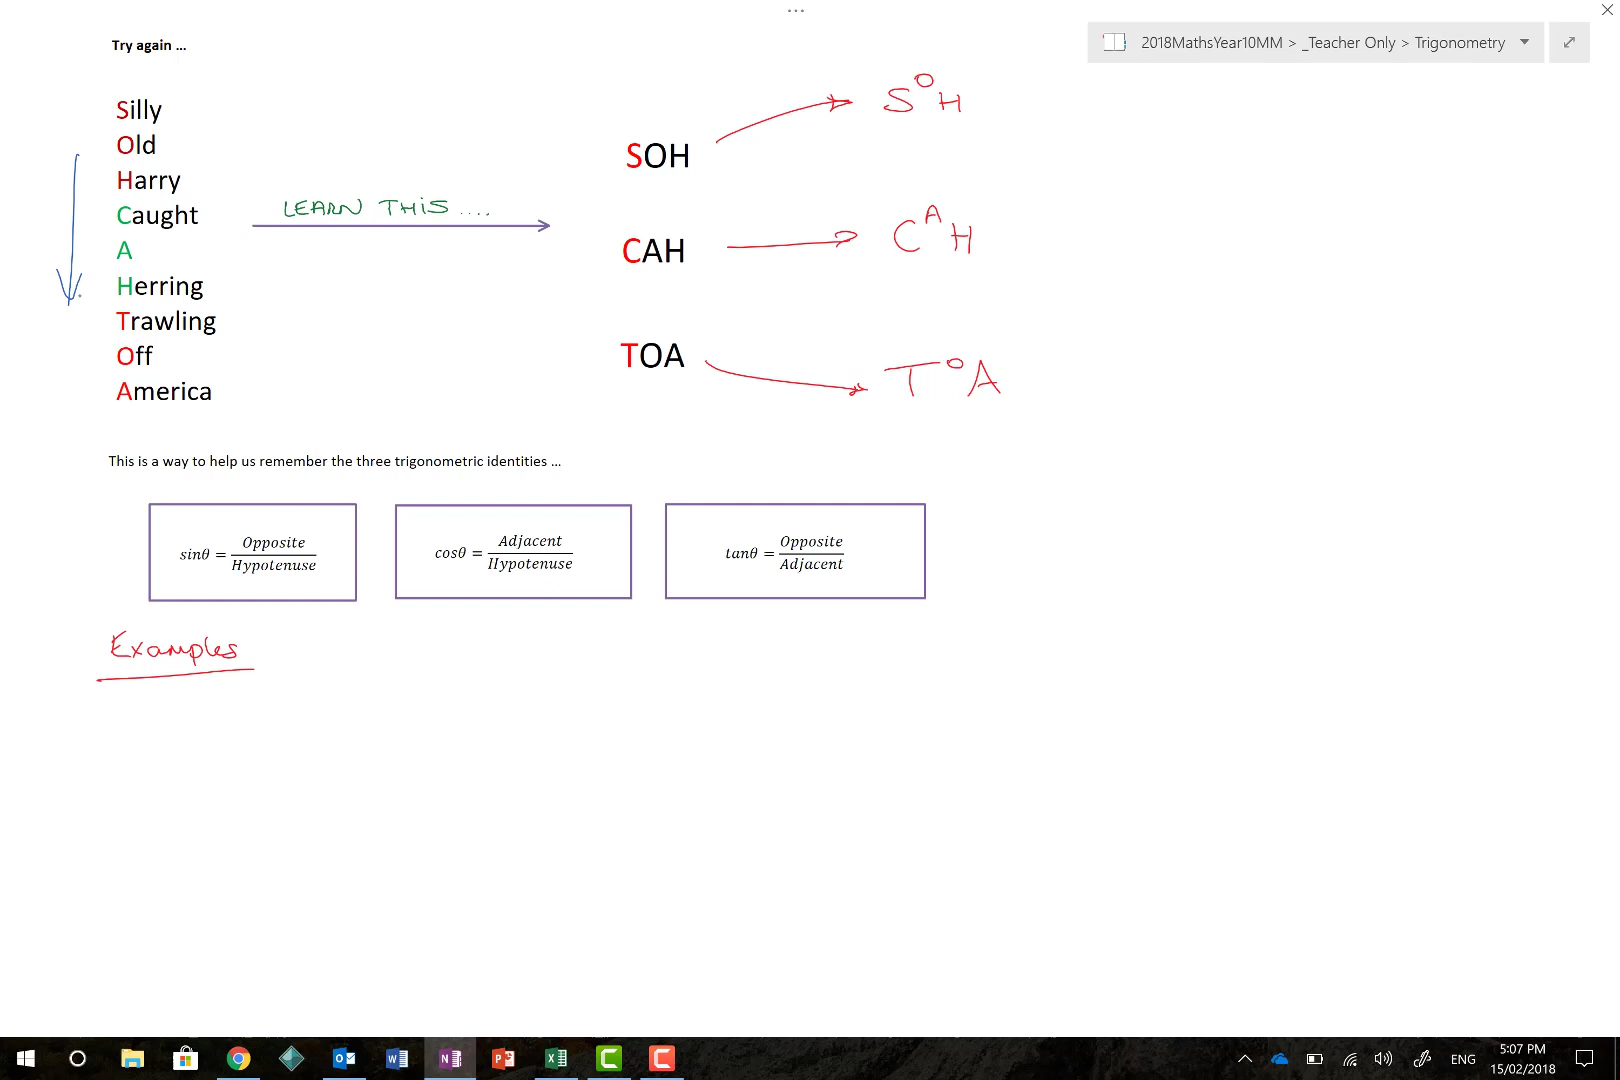 Try again ...
2018MathsYear10MM > _Teacher Only > Trigonometry
Silly
Old
Harry
Caught
A
Herring
Trawling
Off
America
LEARN THIS ....
SOH
S O H
CAH
C A H
TOA
T O A
This is a way to help us remember the three trigonometric identities ...
sinθ = Opposite / Hypotenuse
cosθ = Adjacent / Hypotenuse
tanθ = Opposite / Adjacent
Examples
ENG
5:07 PM
15/02/2018